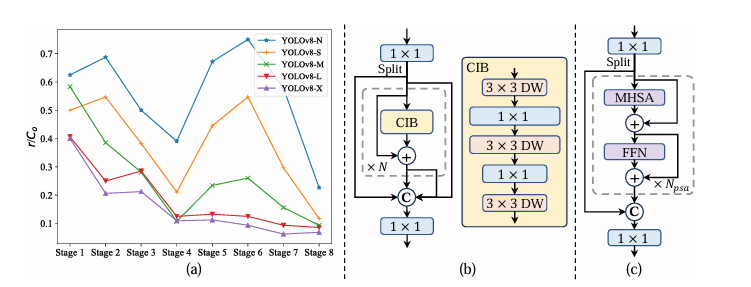 YOLOv8-N
YOLOv8-S
YOLOv8-M
YOLOv8-L
YOLOv8-X
0.7
0.6
0.5
0.4
0.3
0.2
0.1
r/Cₒ
Stage 1 Stage 2 Stage 3 Stage 4 Stage 5 Stage 6 Stage 7 Stage 8
(a)
1 × 1
Split
CIB
+
× N
C
1 × 1
CIB
3 × 3 DW
1 × 1
3 × 3 DW
1 × 1
3 × 3 DW
(b)
1 × 1
Split
MHSA
+
FFN
+
× Npsa
C
1 × 1
(c)